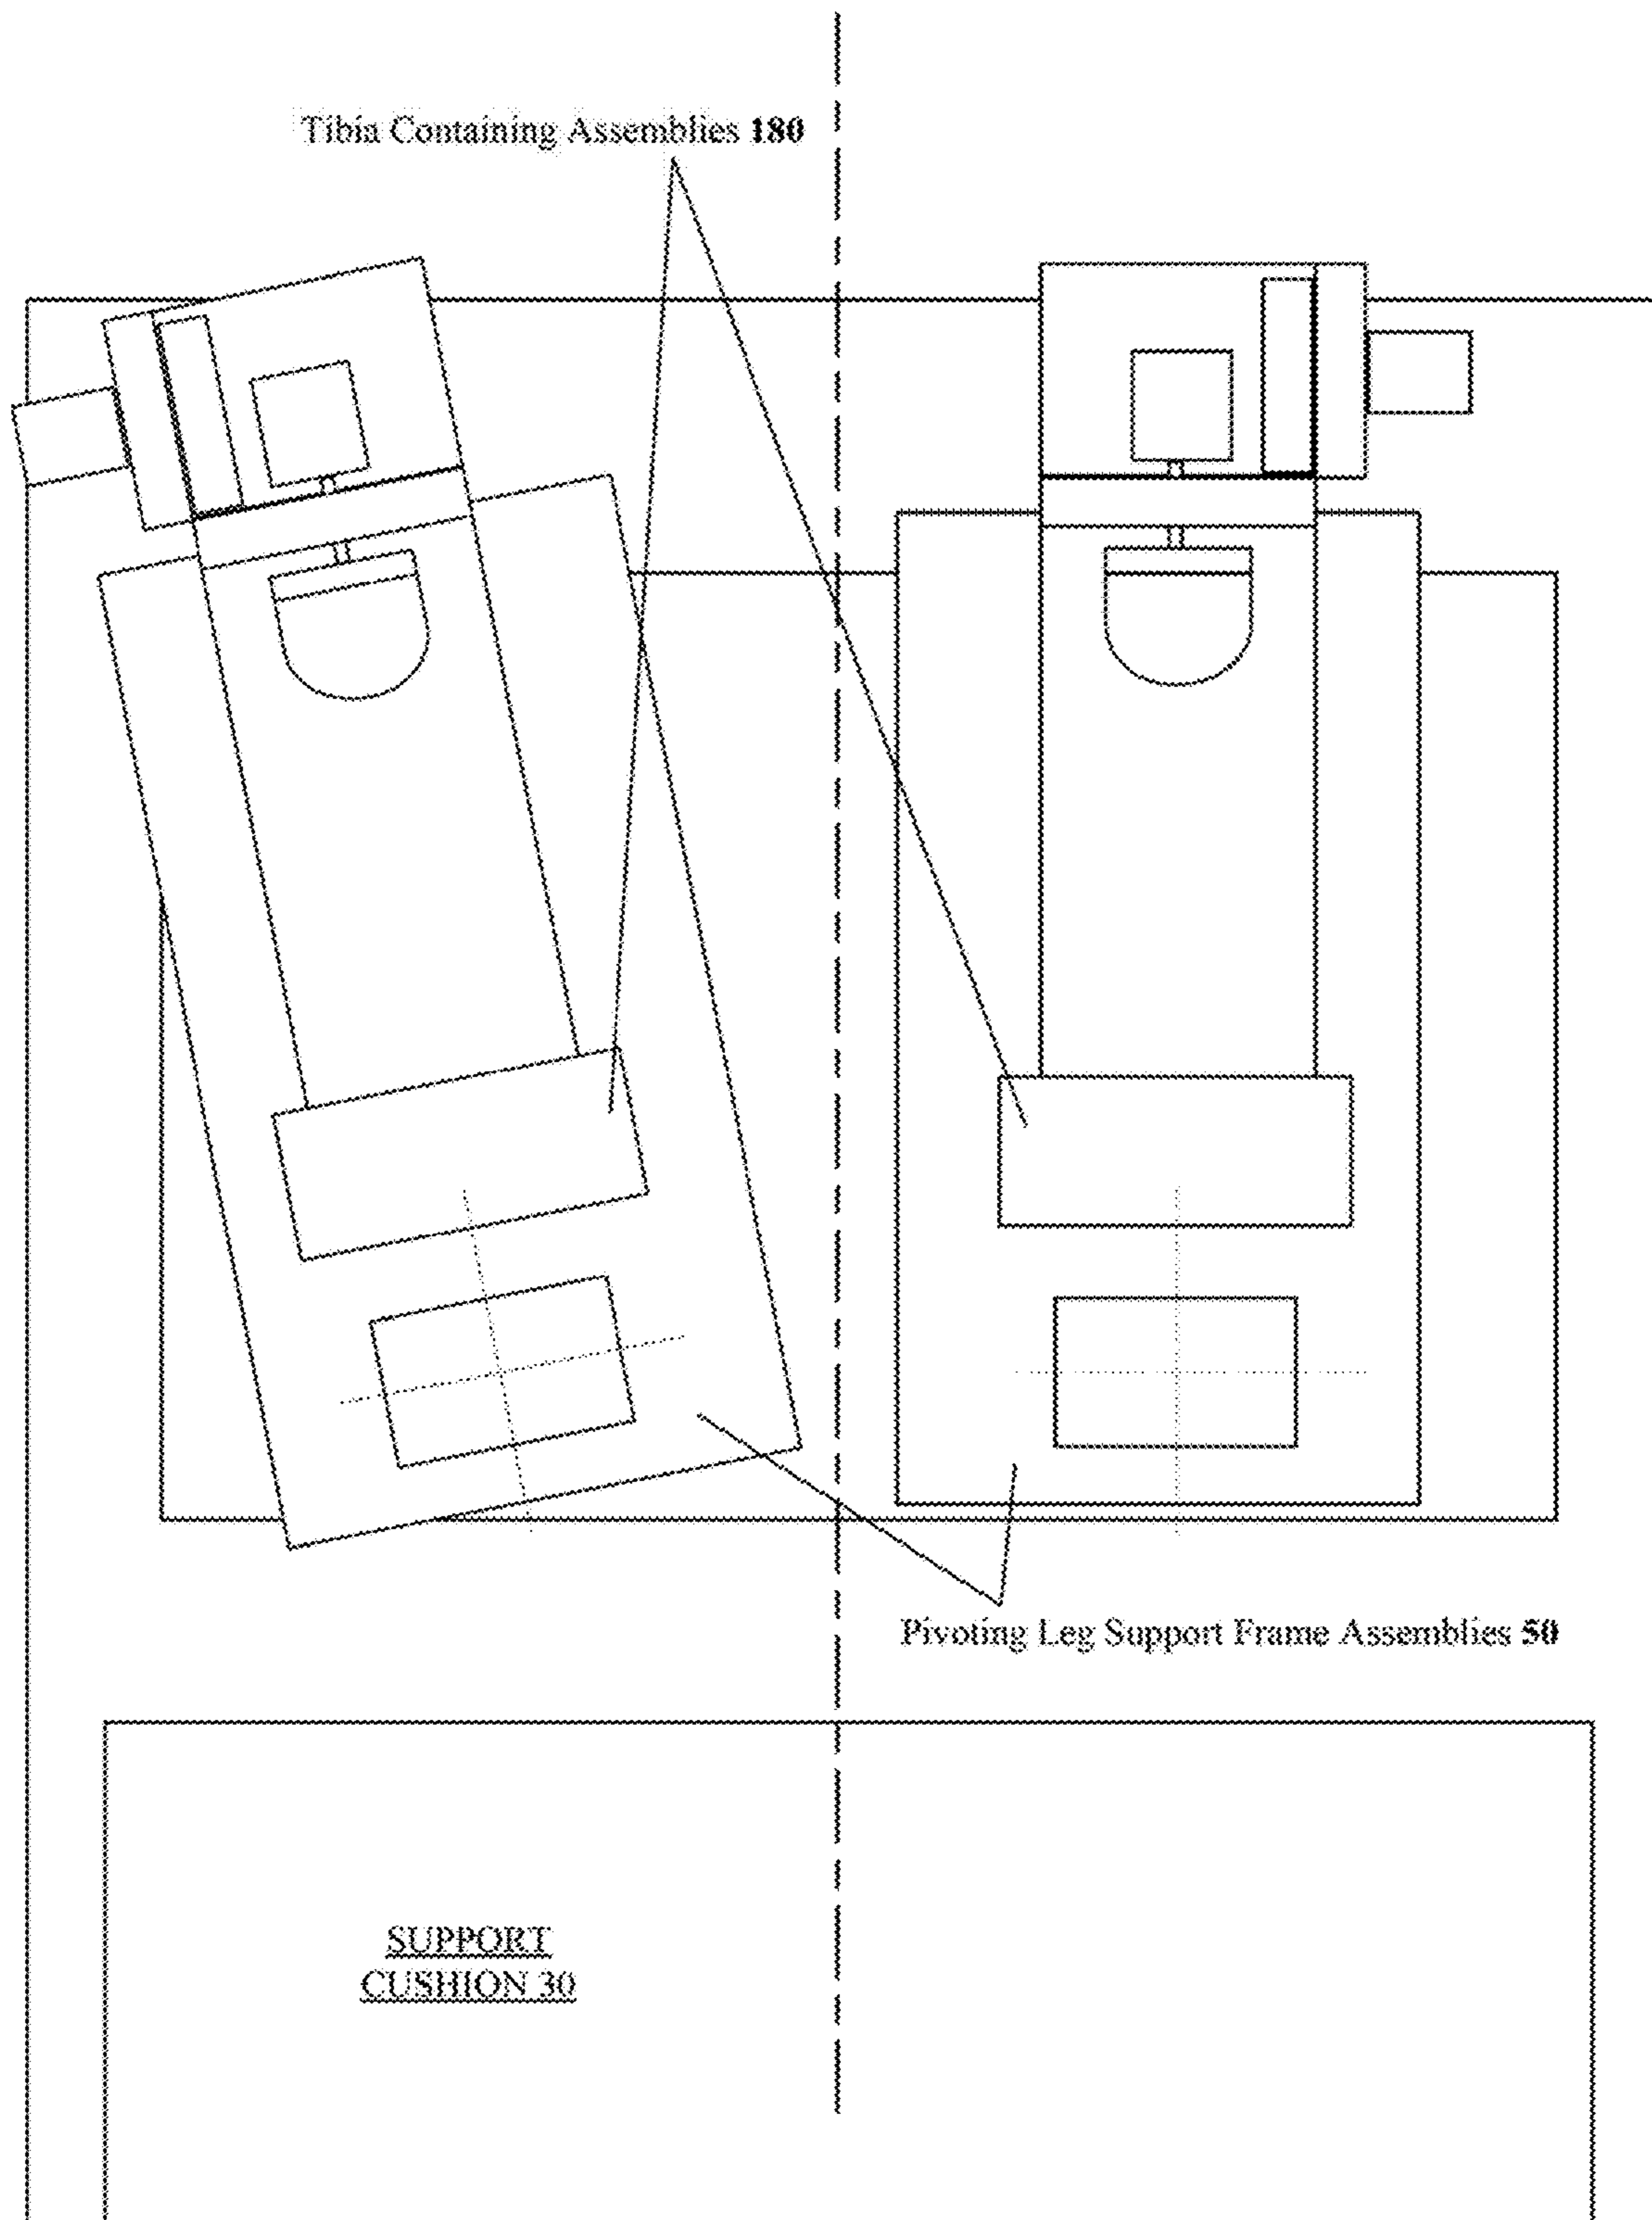 Tibia Containing Assemblies 180
Pivoting Leg Support Frame Assemblies 50
SUPPORT
CUSHION 30